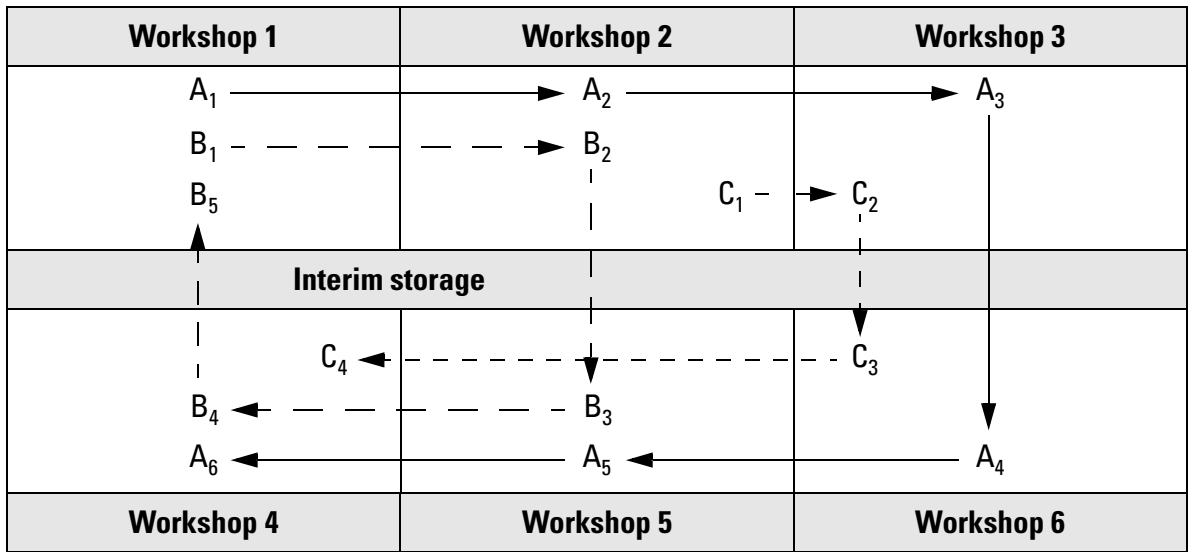 Workshop 1 Workshop 2 Workshop 3
A₁ A₂ A₃
B₁ B₂
B₅ C₁ C₂
Interim storage
C₄ C₃
B₄ B₃
A₆ A₅ A₄
Workshop 4 Workshop 5 Workshop 6